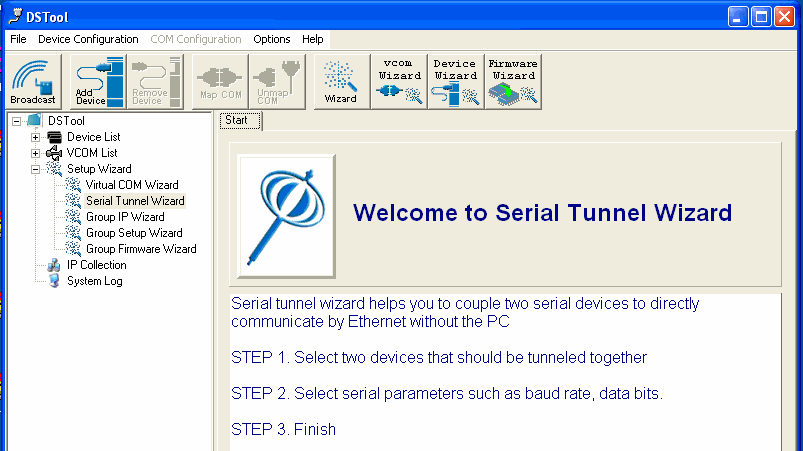 DSTool
File Device Configuration COM Configuration Options Help
Broadcast
Add
Device
Remove
Device
Map COM
Unmap
COM
Wizard
vcom
Wizard
Device
Wizard
Firmware
Wizard
DSTool
Device List
VCOM List
Setup Wizard
Virtual COM Wizard
Serial Tunnel Wizard
Group IP Wizard
Group Setup Wizard
Group Firmware Wizard
IP Collection
System Log
Start
Welcome to Serial Tunnel Wizard
Serial tunnel wizard helps you to couple two serial devices to directly
communicate by Ethernet without the PC
STEP 1. Select two devices that should be tunneled together
STEP 2. Select serial parameters such as baud rate, data bits.
STEP 3. Finish